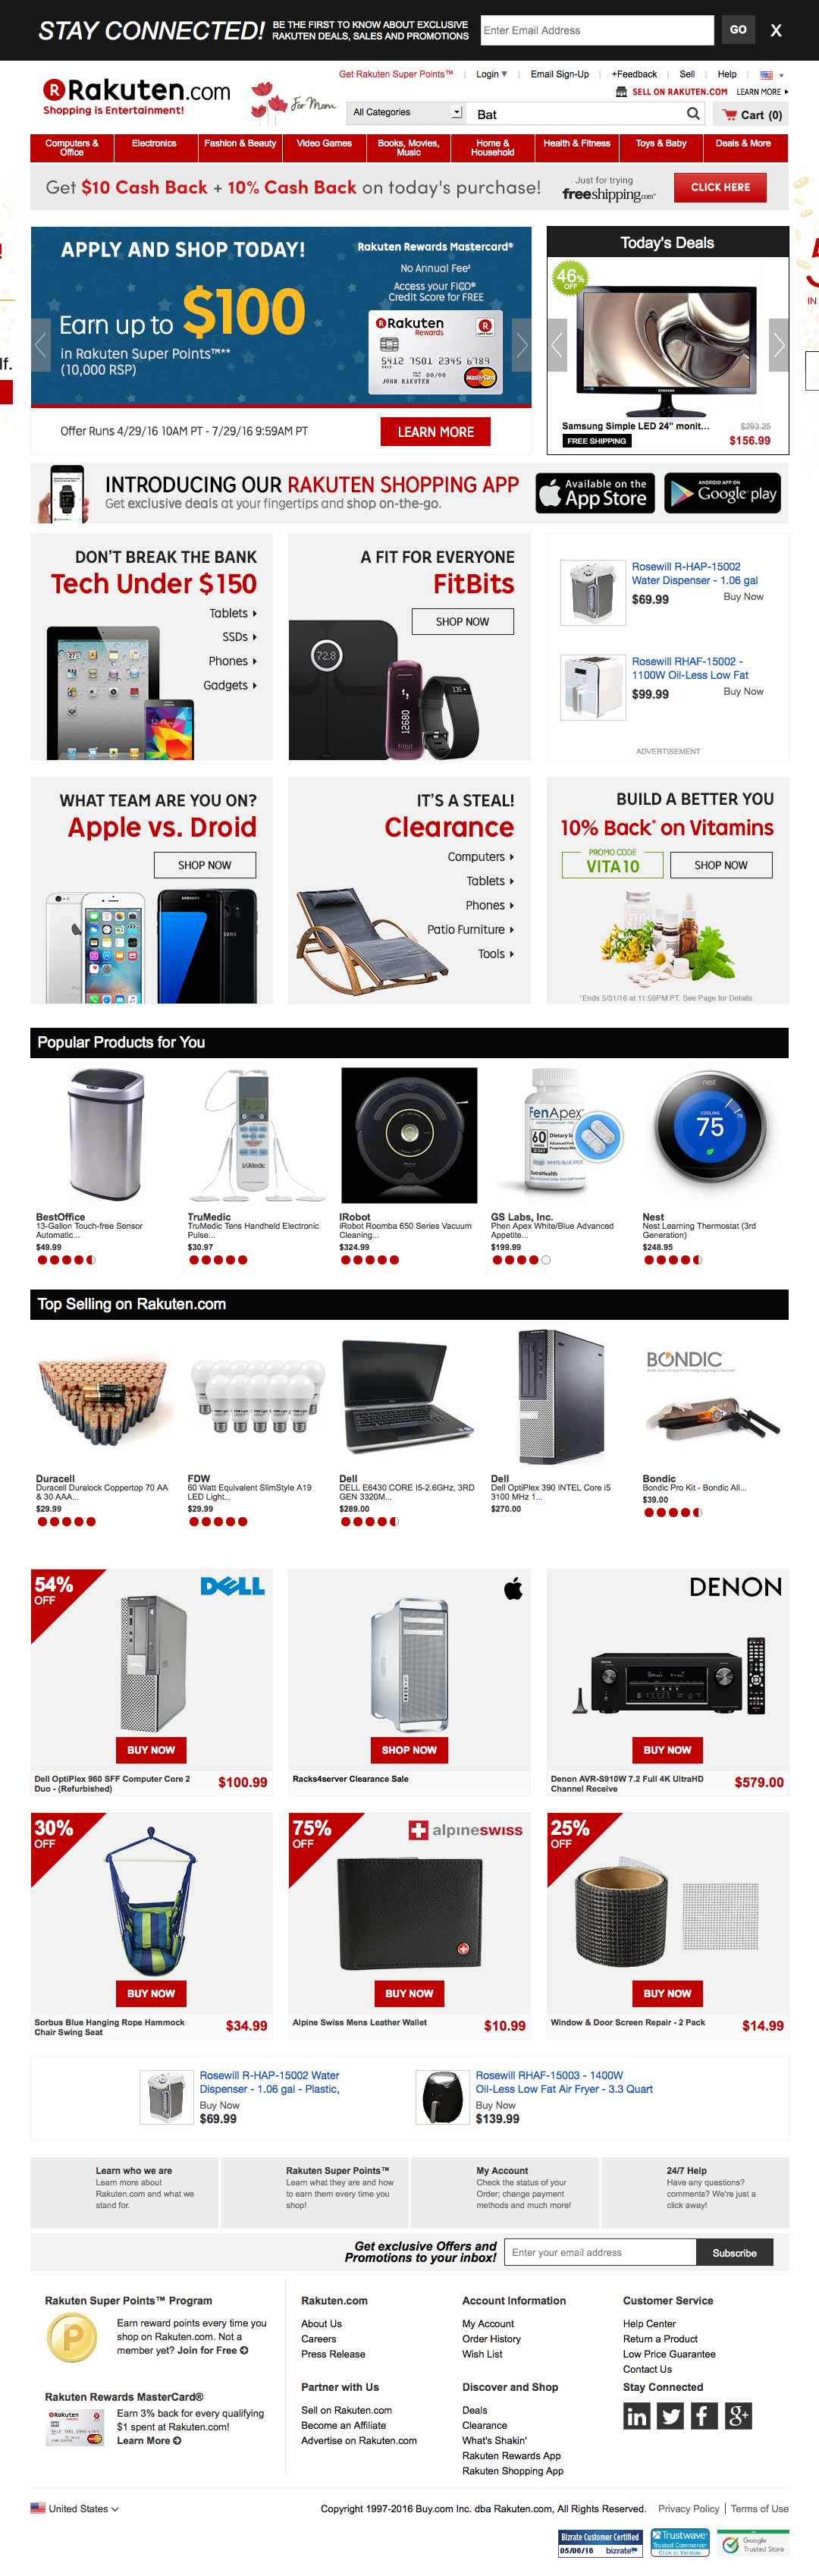 STAY CONNECTED!
BE THE FIRST TO KNOW ABOUT EXCLUSIVE
RAKUTEN DEALS, SALES AND PROMOTIONS
Enter Email Address
GO
X
Get Rakuten Super Points™
Login
Email Sign-Up
+Feedback
Sell
Help
SELL ON RAKUTEN.COM
LEARN MORE
Rakuten.com
Shopping is Entertainment!
For Mom
All Categories
Bat
Cart (0)
Computers & Office
Electronics
Fashion & Beauty
Video Games
Books, Movies, Music
Home & Household
Health & Fitness
Toys & Baby
Deals & More
Get $10 Cash Back + 10% Cash Back on today's purchase!
Just for trying
freeshipping.com
CLICK HERE
APPLY AND SHOP TODAY!
Earn up to $100
in Rakuten Super Points™**
(10,000 RSP)
Rakuten Rewards Mastercard®
No Annual Fee‡
Access your FICO®
Credit Score for FREE
Rakuten
Rewards
5412 7501 2345 6789
5412
00/00
JOHN RAKUTEN
MasterCard
Offer Runs 4/29/16 10AM PT - 7/29/16 9:59AM PT
LEARN MORE
Today's Deals
46%
OFF
SAMSUNG
Samsung Simple LED 24" monit...
$293.25
FREE SHIPPING
$156.99
lf.
IN
INTRODUCING OUR RAKUTEN SHOPPING APP
Get exclusive deals at your fingertips and shop on-the-go.
Available on the
App Store
ANDROID APP ON
Google play
DON'T BREAK THE BANK
Tech Under $150
Tablets
SSDs
Phones
Gadgets
A FIT FOR EVERYONE
FitBits
SHOP NOW
72.8
12680
fitbit
135
Rosewill R-HAP-15002
Water Dispenser - 1.06 gal
$69.99
Buy Now
Rosewill RHAF-15002 -
1100W Oil-Less Low Fat
$99.99
Buy Now
ADVERTISEMENT
WHAT TEAM ARE YOU ON?
Apple vs. Droid
SHOP NOW
SAMSUNG
IT'S A STEAL!
Clearance
Computers
Tablets
Phones
Patio Furniture
Tools
BUILD A BETTER YOU
10% Back* on Vitamins
PROMO CODE
VITA10
SHOP NOW
*Ends 5/31/16 at 11:59PM PT. See Page for Details.
Popular Products for You
truMedic
FenApex
60
Dietary
WHITE/BLUE SPECK
SutraHealth
nest
COOLING
75
78
BestOffice
13-Gallon Touch-free Sensor
Automatic...
$49.99
TruMedic
TruMedic Tens Handheld Electronic
Pulse...
$30.97
IRobot
iRobot Roomba 650 Series Vacuum
Cleaning...
$324.99
GS Labs, Inc.
Phen Apex White/Blue Advanced
Appetite...
$199.99
Nest
Nest Learning Thermostat (3rd
Generation)
$248.95
Top Selling on Rakuten.com
BONDIC
Duracell
Duracell Duralock Coppertop 70 AA
& 30 AAA...
$29.99
FDW
60 Watt Equivalent SlimStyle A19
LED Light...
$29.99
Dell
DELL E6430 CORE I5-2.6GHz, 3RD
GEN 3320M...
$289.00
Dell
Dell OptiPlex 390 INTEL Core i5
3100 MHz 1...
$270.00
Bondic
Bondic Pro Kit - Bondic All...
$39.00
54%
OFF
DELL
BUY NOW
Dell OptiPlex 960 SFF Computer Core 2
Duo - (Refurbished)
$100.99
SHOP NOW
Racks4server Clearance Sale
DENON
BUY NOW
Denon AVR-S910W 7.2 Full 4K UltraHD
Channel Receive
$579.00
30%
OFF
BUY NOW
Sorbus Blue Hanging Rope Hammock
Chair Swing Seat
$34.99
75%
OFF
alpineswiss
BUY NOW
Alpine Swiss Mens Leather Wallet
$10.99
25%
OFF
BUY NOW
Window & Door Screen Repair - 2 Pack
$14.99
Rosewill R-HAP-15002 Water
Dispenser - 1.06 gal - Plastic,
Buy Now
$69.99
Rosewill RHAF-15003 - 1400W
Oil-Less Low Fat Air Fryer - 3.3 Quart
Buy Now
$139.99
Learn who we are
Learn more about
Rakuten.com and what we
stand for.
Rakuten Super Points™
Learn what they are and how
to earn them every time you
shop!
My Account
Check the status of your
Order; change payment
methods and much more!
24/7 Help
Have any questions?
comments? We're just a
click away!
Get exclusive Offers and
Promotions to your inbox!
Enter your email address
Subscribe
Rakuten Super Points™ Program
P
Earn reward points every time you
shop on Rakuten.com. Not a
member yet? Join for Free
Rakuten Rewards MasterCard®
Earn 3% back for every qualifying
$1 spent at Rakuten.com!
Learn More
Rakuten.com
About Us
Careers
Press Release
Partner with Us
Sell on Rakuten.com
Become an Affiliate
Advertise on Rakuten.com
Account Information
My Account
Order History
Wish List
Discover and Shop
Deals
Clearance
What's Shakin'
Rakuten Rewards App
Rakuten Shopping App
Customer Service
Help Center
Return a Product
Low Price Guarantee
Contact Us
Stay Connected
in
f
g+
United States
Copyright 1997-2016 Buy.com Inc. dba Rakuten.com, All Rights Reserved.
Privacy Policy | Terms of Use
Bizrate Customer Certified
05/06/16 bizrate
Trustwave
Trusted Commerce
Click to Validate
Google
Trusted Store